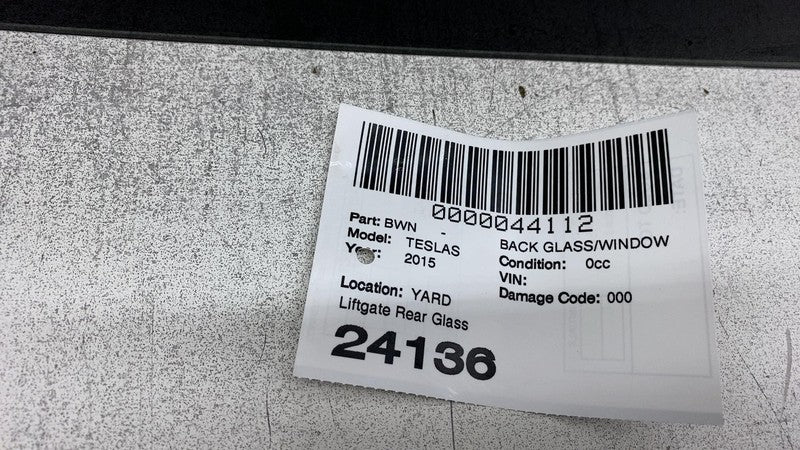 0000044112
Part: BWN - BACK GLASS/WINDOW
Model: TESLAS Condition: 0cc
Year: 2015 VIN:
Damage Code: 000
Location: YARD
Liftgate Rear Glass
24136